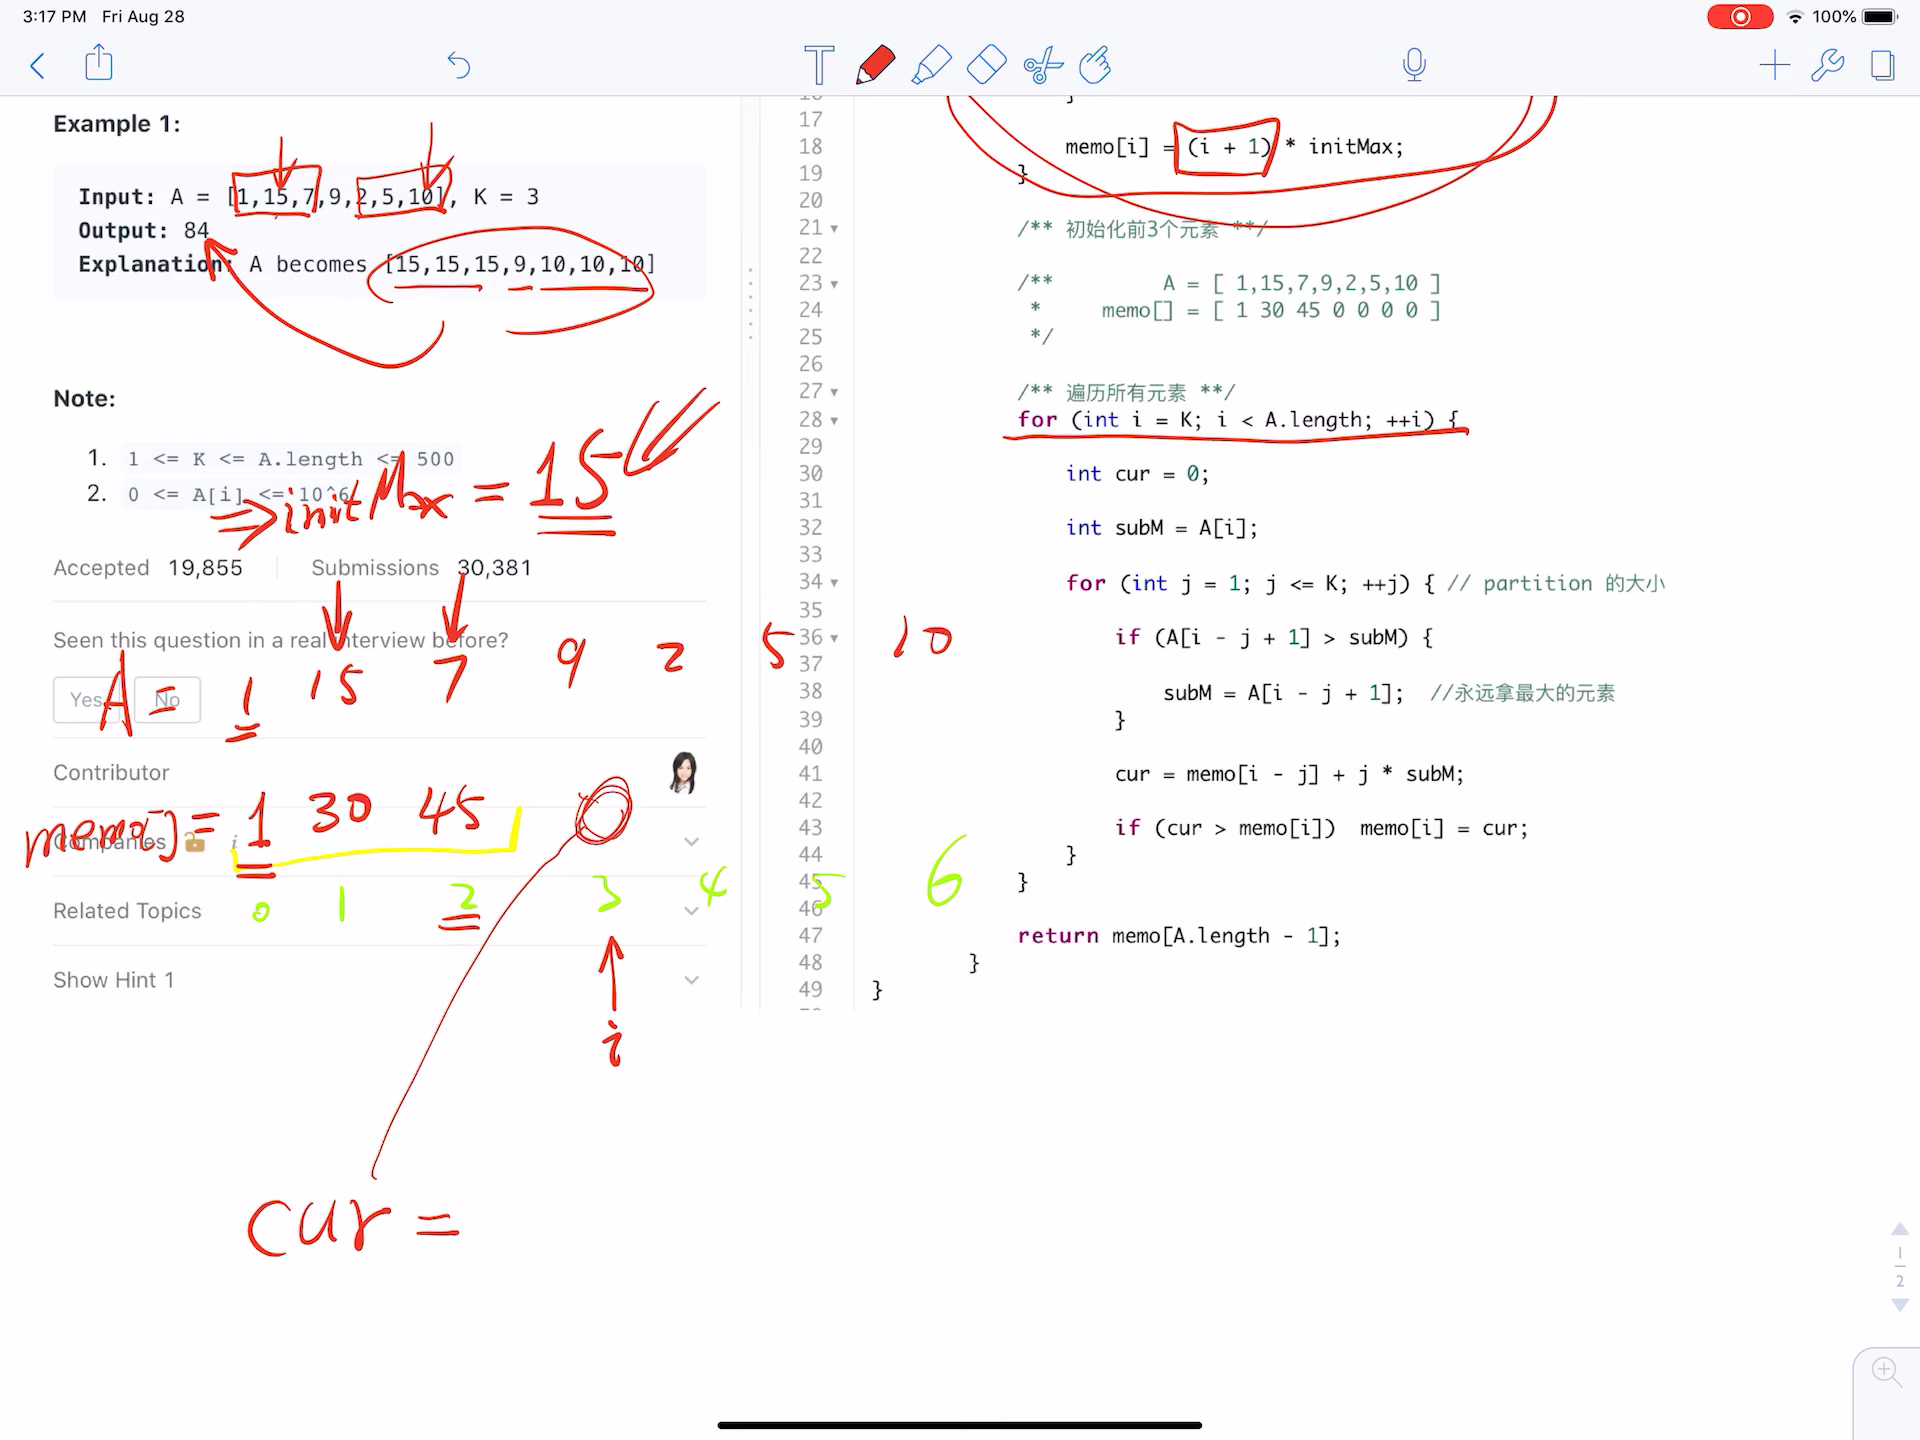 3:17 PM Fri Aug 28
100%
Example 1:
Input: A = [1,15,7,9,2,5,10], K = 3
Output: 84
Explanation: A becomes [15,15,15,9,10,10,10]
Note:
1. 1 <= K <= A.length <= 500
2. 0 <= A[i] <= 10^6
⇒ initMax = 15
Accepted 19,855 Submissions 30,381
Seen this question in a real interview before?
Yes No
A = 1 15 7 9 2 5 10
Contributor
memo[] = 1 30 45
Companies i
0 1 2 3 4 5 6
Related Topics
Show Hint 1
i
cur =
17
18 memo[i] = (i + 1) * initMax;
19 }
20
21 /** 初始化前3个元素 **/
22
23 /** A = [ 1,15,7,9,2,5,10 ]
24 * memo[] = [ 1 30 45 0 0 0 0 ]
25 */
26
27 /** 遍历所有元素 **/
28 for (int i = K; i < A.length; ++i) {
29
30 int cur = 0;
31
32 int subM = A[i];
33
34 for (int j = 1; j <= K; ++j) { // partition 的大小
35
36 if (A[i - j + 1] > subM) {
37
38 subM = A[i - j + 1]; //永远拿最大的元素
39 }
40
41 cur = memo[i - j] + j * subM;
42
43 if (cur > memo[i]) memo[i] = cur;
44 }
45 }
46
47 return memo[A.length - 1];
48 }
49 }
1
2